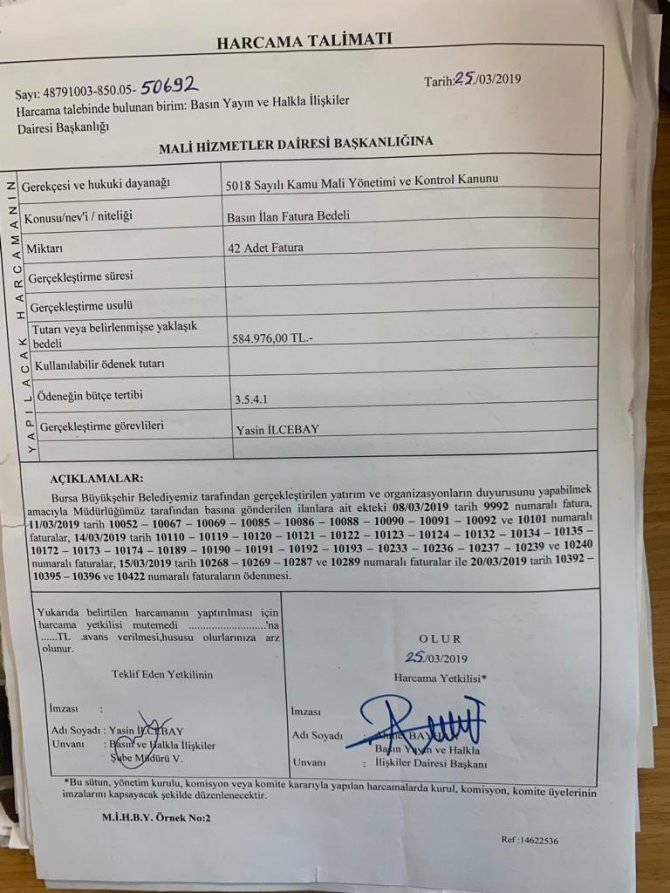 HARCAMA TALİMATI
Sayı: 48791003-850.05- 50692
Tarih:25./03/2019
Harcama talebinde bulunan birim: Basın Yayın ve Halkla İlişkiler
Dairesi Başkanlığı
MALİ HİZMETLER DAİRESİ BAŞKANLIĞINA
YAPILACAK HARCAMANIN
Gerekçesi ve hukuki dayanağı
5018 Sayılı Kamu Mali Yönetimi ve Kontrol Kanunu
Konusu/nev'i / niteliği
Basın İlan Fatura Bedeli
Miktarı
42 Adet Fatura
Gerçekleştirme süresi
Gerçekleştirme usulü
Tutarı veya belirlenmişse yaklaşık
bedeli
584.976,00 TL.-
Kullanılabilir ödenek tutarı
Ödeneğin bütçe tertibi
3.5.4.1
Gerçekleştirme görevlileri
Yasin İLCEBAY
AÇIKLAMALAR:
Bursa Büyükşehir Belediyemiz tarafından gerçekleştirilen yatırım ve organizasyonların duyurusunu yapabilmek
amacıyla Müdürlüğümüz tarafından basına gönderilen ilanlara ait ekteki 08/03/2019 tarih 9992 numaralı fatura,
11/03/2019 tarih 10052 – 10067 – 10069 – 10085 – 10086 – 10088 – 10090 – 10091 – 10092 ve 10101 numaralı
faturalar, 14/03/2019 tarih 10110 – 10119 – 10120 – 10121 – 10122 – 10123 – 10124 – 10132 – 10134 – 10135 –
10172 – 10173 – 10174 – 10189 – 10190 – 10191 – 10192 – 10193 – 10233 – 10236 – 10237 – 10239 ve 10240
numaralı faturalar, 15/03/2019 tarih 10268 – 10269 – 10287 ve 10289 numaralı faturalar ile 20/03/2019 tarih 10392 –
10395 – 10396 ve 10422 numaralı faturaların ödenmesi.
Yukarıda belirtilen harcamanın yaptırılması için
harcama yetkilisi mutemedi .........................'na
......TL .avans verilmesi,hususu olurlarınıza arz
olunur.
Teklif Eden Yetkilinin
İmzası :
Adı Soyadı : Yasin İLCEBAY
Unvanı : Basın ve Halkla İlişkiler
Şube Müdürü V.
OLUR
25/03/2019
Harcama Yetkilisi*
İmzası
Adı Soyadı
Basın Yayın ve Halkla
Unvanı : İlişkiler Dairesi Başkanı
*Bu sütun, yönetim kurulu, komisyon veya komite kararıyla yapılan harcamalarda kurul, komisyon, komite üyelerinin
imzalarını kapsayacak şekilde düzenlenecektir.
M.İ.H.B.Y. Örnek No:2
Ref :14622536